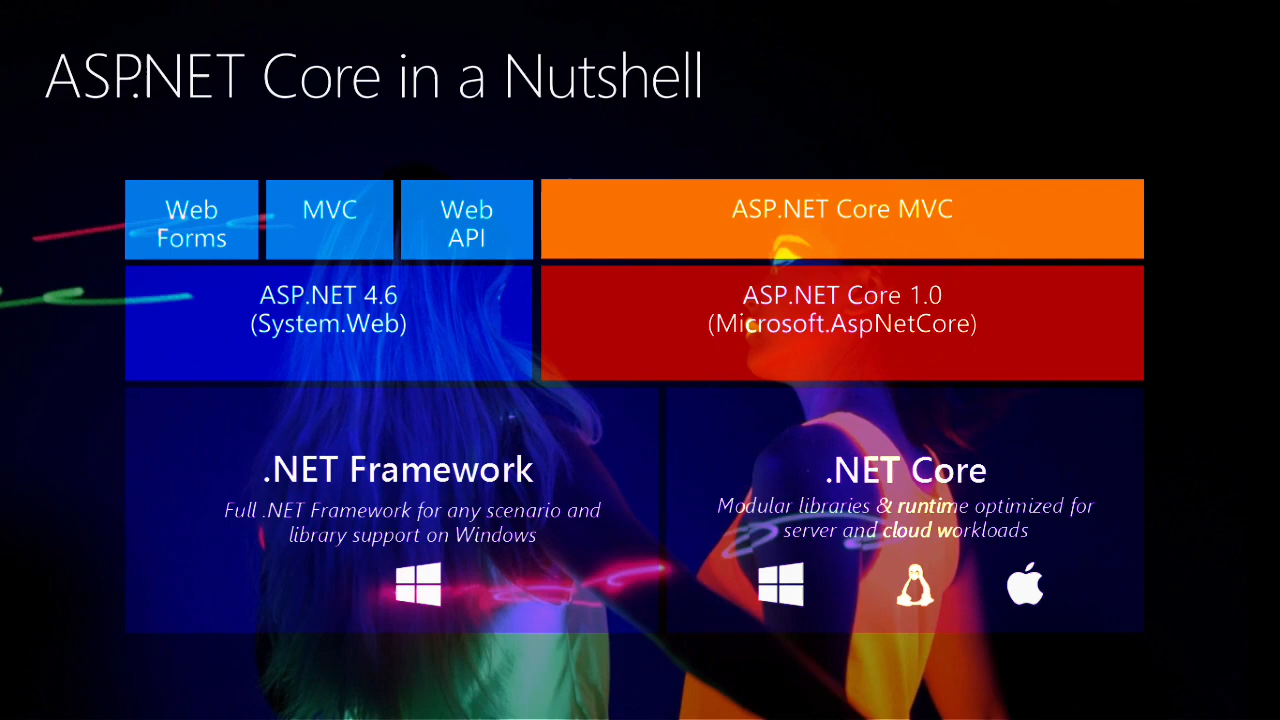 ASP.NET Core in a Nutshell
Web
Forms
MVC
Web
API
ASP.NET Core MVC
ASP.NET 4.6
(System.Web)
ASP.NET Core 1.0
(Microsoft.AspNetCore)
.NET Framework
Full .NET Framework for any scenario and
library support on Windows
.NET Core
Modular libraries & runtime optimized for
server and cloud workloads